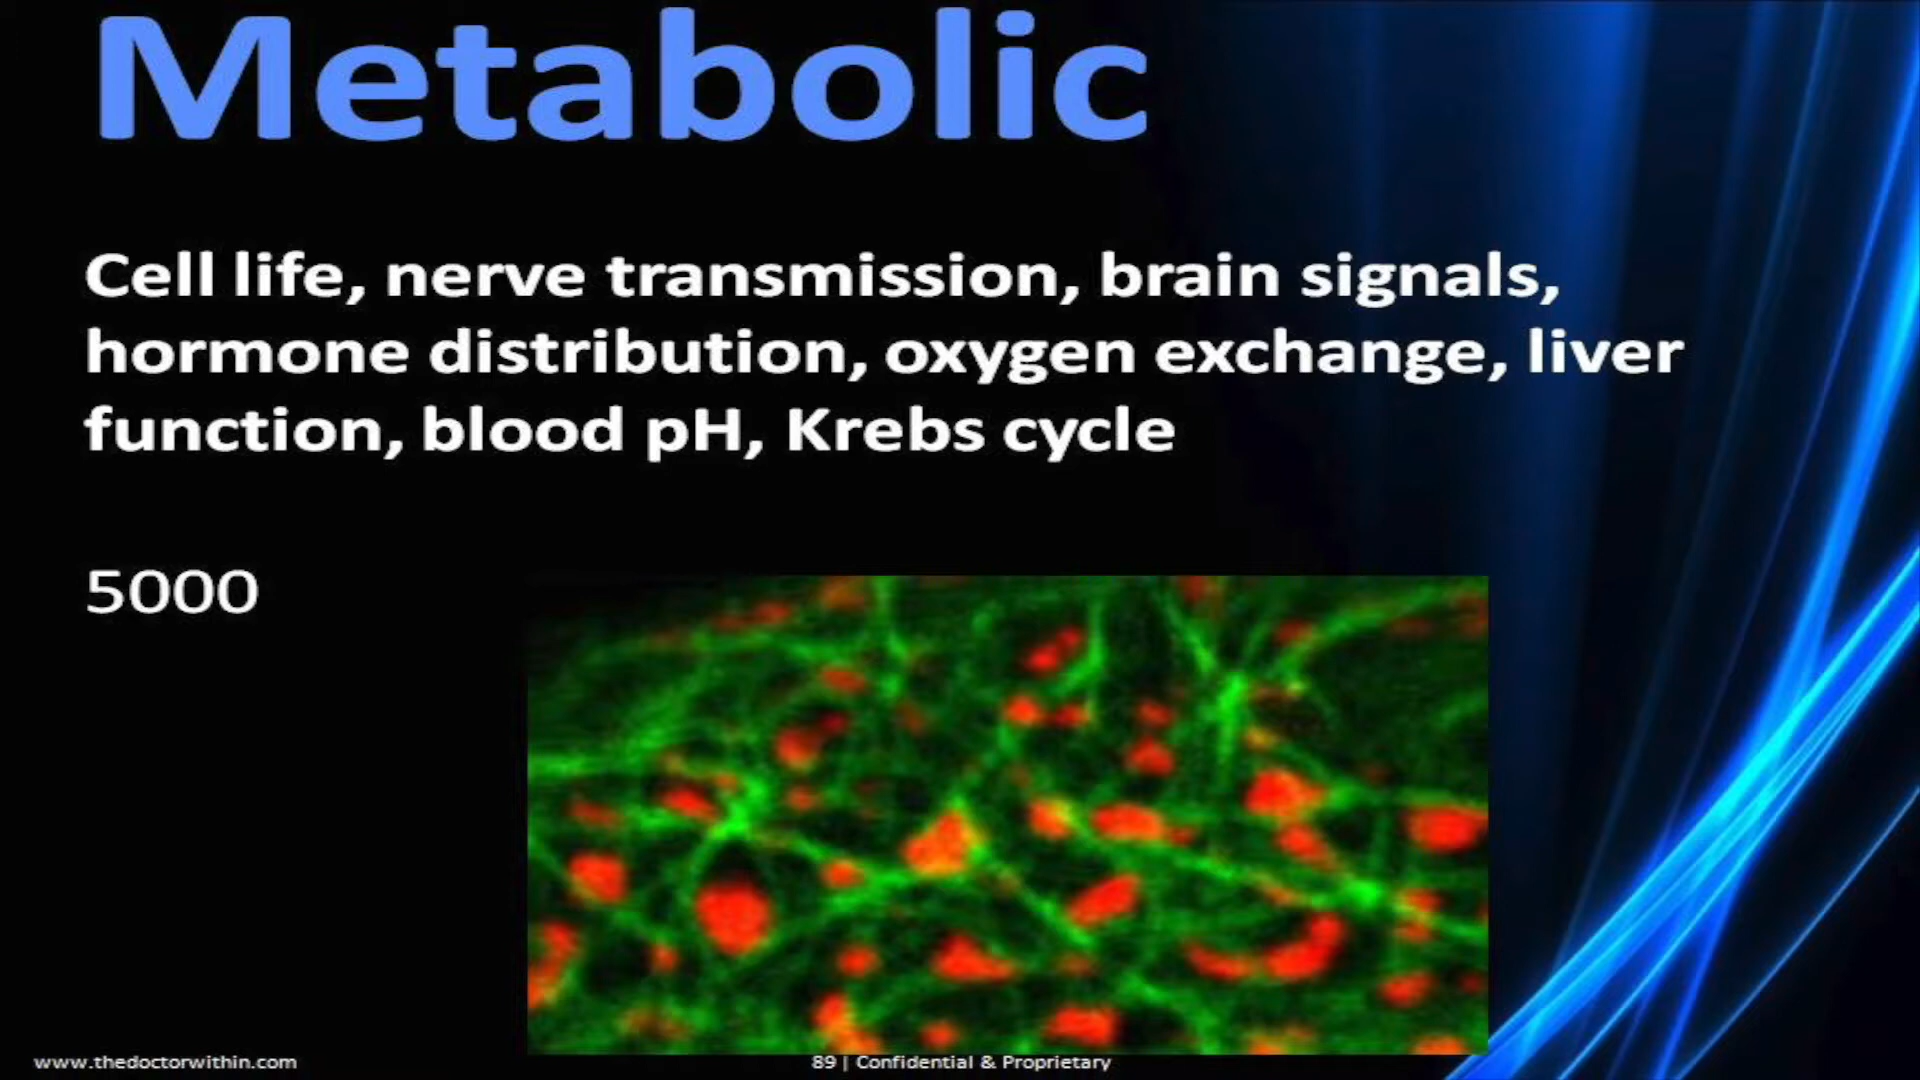 Metabolic
Cell life, nerve transmission, brain signals,
hormone distribution, oxygen exchange, liver
function, blood pH, Krebs cycle
5000
www.thedoctorwithin.com
89 | Confidential & Proprietary